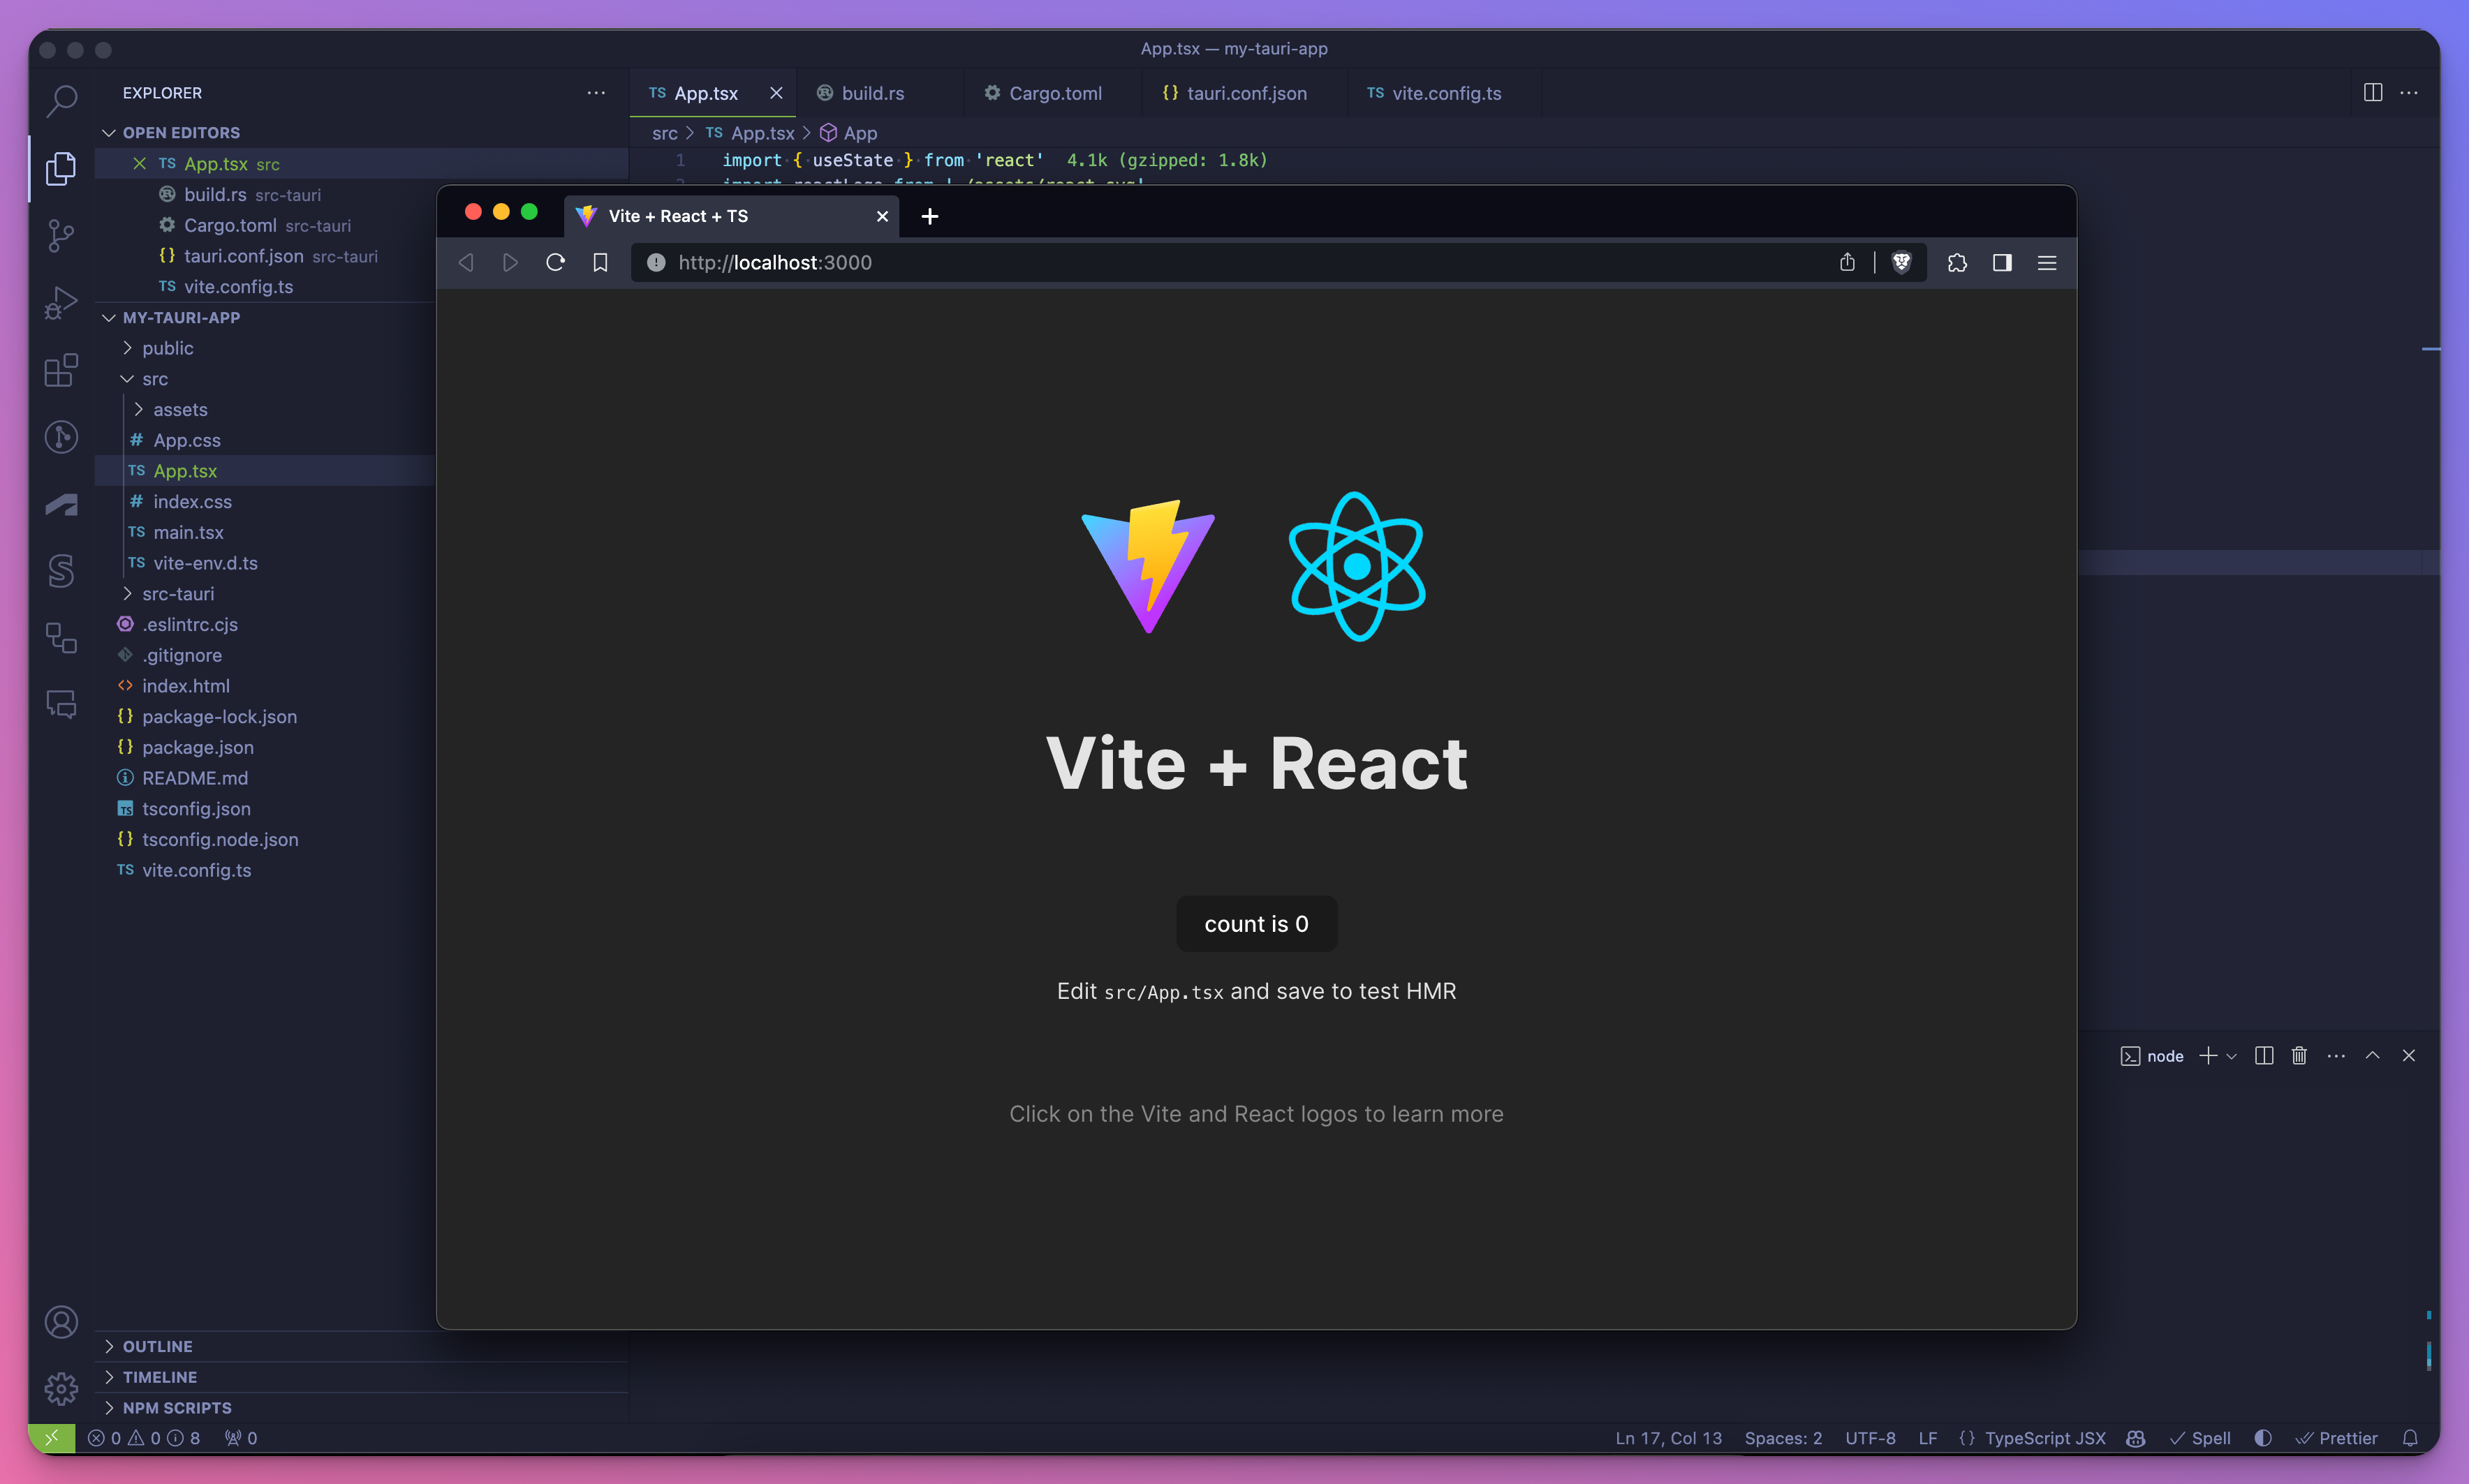 App.tsx — my-tauri-app
EXPLORER
TS App.tsx
build.rs
Cargo.toml
{} tauri.conf.json
TS vite.config.ts
OPEN EDITORS
src > TS App.tsx > App
TS App.tsx src
1 import { useState } from 'react' 4.1k (gzipped: 1.8k)
build.rs src-tauri
Cargo.toml src-tauri
{} tauri.conf.json src-tauri
TS vite.config.ts
MY-TAURI-APP
public
src
assets
# App.css
TS App.tsx
# index.css
TS main.tsx
TS vite-env.d.ts
src-tauri
.eslintrc.cjs
.gitignore
<> index.html
{} package-lock.json
{} package.json
README.md
TS tsconfig.json
{} tsconfig.node.json
TS vite.config.ts
OUTLINE
TIMELINE
NPM SCRIPTS
Vite + React + TS
http://localhost:3000
Vite + React
count is 0
Edit src/App.tsx and save to test HMR
Click on the Vite and React logos to learn more
node
0 0 8 0
Ln 17, Col 13 Spaces: 2 UTF-8 LF {} TypeScript JSX Spell Prettier